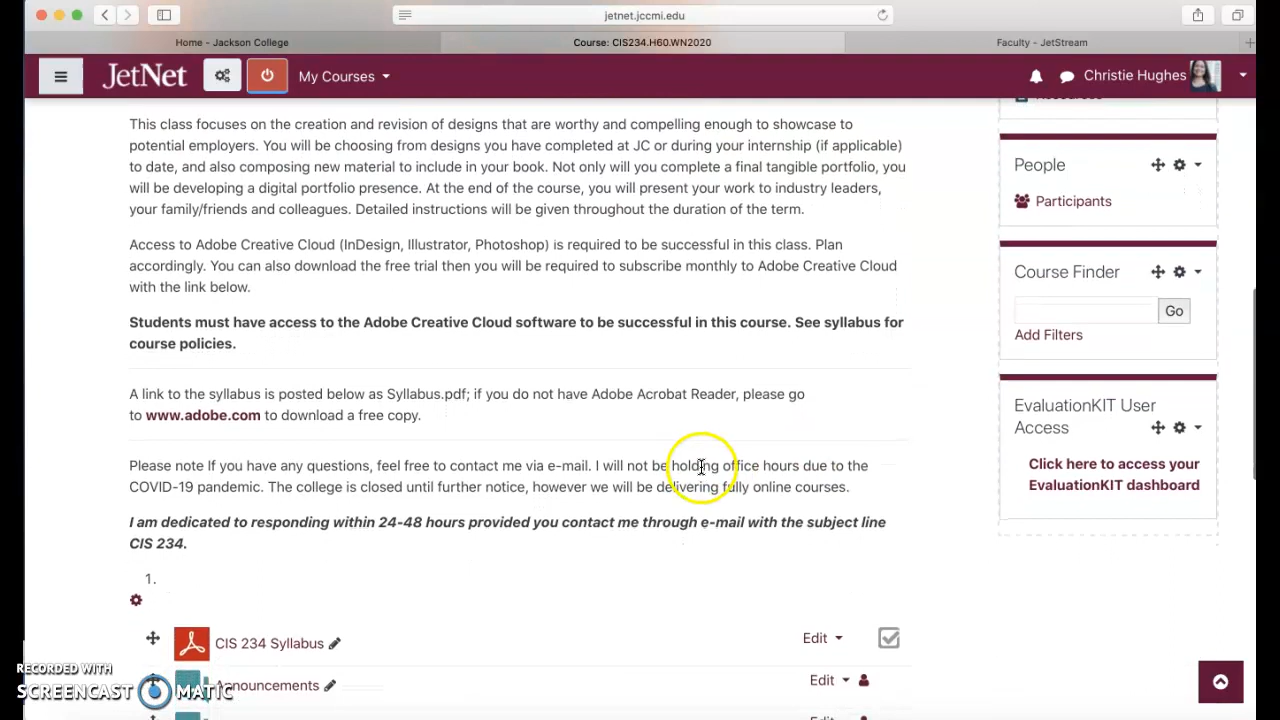 jetnet.jccmi.edu
Home - Jackson College
Course: CIS234.H60.WN2020
Faculty - JetStream
JetNet
My Courses
Christie Hughes
This class focuses on the creation and revision of designs that are worthy and compelling enough to showcase to
potential employers. You will be choosing from designs you have completed at JC or during your internship (if applicable)
to date, and also composing new material to include in your book. Not only will you complete a final tangible portfolio, you
will be developing a digital portfolio presence. At the end of the course, you will present your work to industry leaders,
your family/friends and colleagues. Detailed instructions will be given throughout the duration of the term.
Access to Adobe Creative Cloud (InDesign, Illustrator, Photoshop) is required to be successful in this class. Plan
accordingly. You can also download the free trial then you will be required to subscribe monthly to Adobe Creative Cloud
with the link below.
Students must have access to the Adobe Creative Cloud software to be successful in this course. See syllabus for
course policies.
A link to the syllabus is posted below as Syllabus.pdf; if you do not have Adobe Acrobat Reader, please go
to www.adobe.com to download a free copy.
Please note If you have any questions, feel free to contact me via e-mail. I will not be holding office hours due to the
COVID-19 pandemic. The college is closed until further notice, however we will be delivering fully online courses.
I am dedicated to responding within 24-48 hours provided you contact me through e-mail with the subject line
CIS 234.
1.
CIS 234 Syllabus
Edit
Announcements
Edit
People
Participants
Course Finder
Go
Add Filters
EvaluationKIT User
Access
Click here to access your
EvaluationKIT dashboard
RECORDED WITH
SCREENCAST MATIC